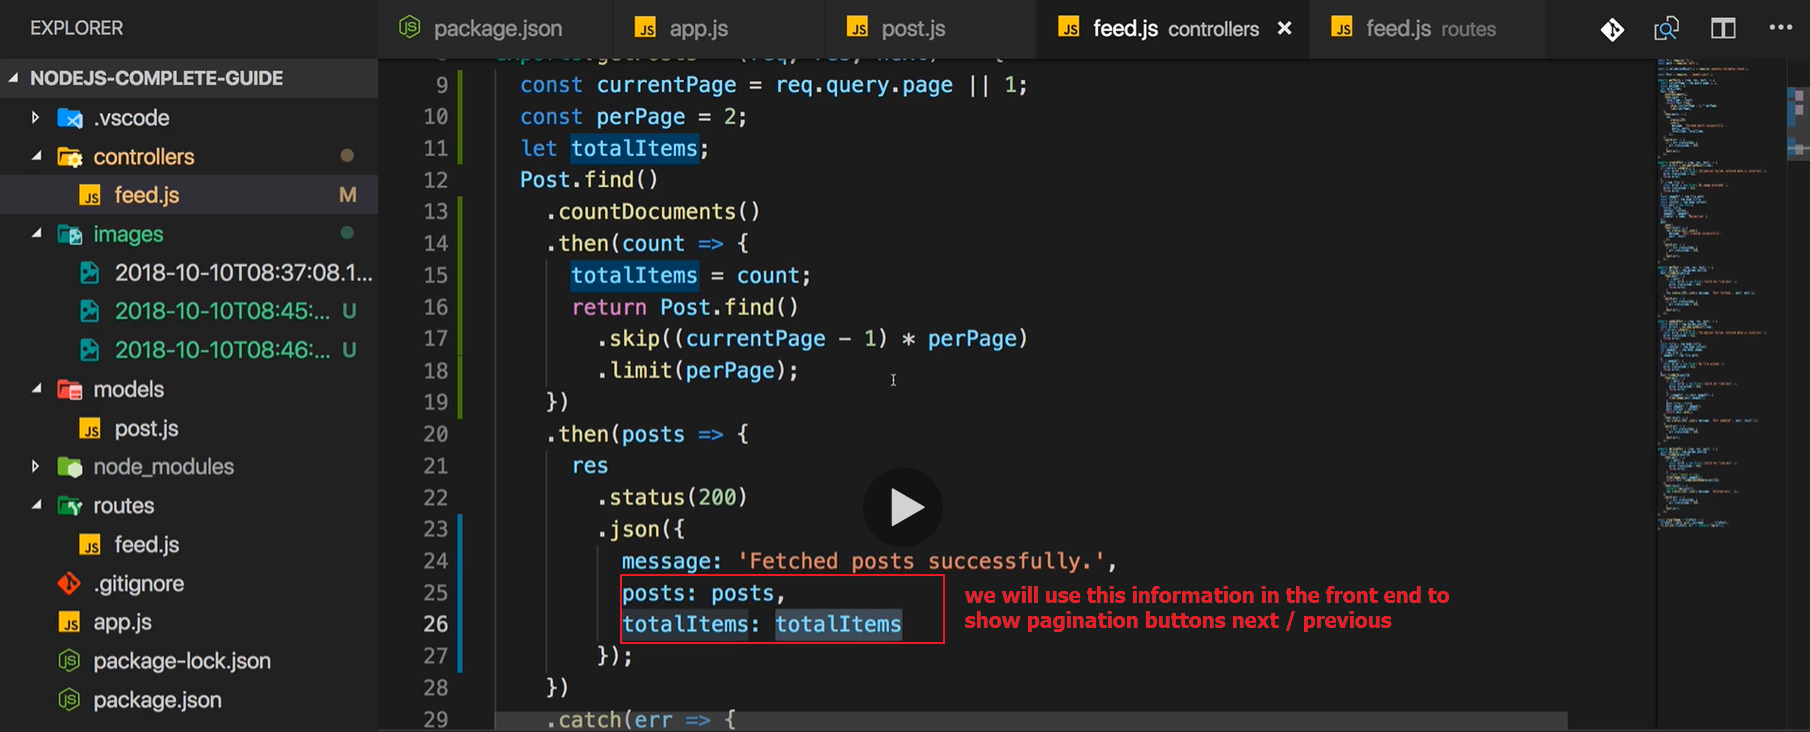 EXPLORER
package.json
app.js
post.js
feed.js controllers
feed.js routes
NODEJS-COMPLETE-GUIDE
.vscode
controllers
feed.js M
images
2018-10-10T08:37:08.1...
2018-10-10T08:45:... U
2018-10-10T08:46:... U
models
post.js
node_modules
routes
feed.js
.gitignore
app.js
package-lock.json
package.json
9 const currentPage = req.query.page || 1;
10 const perPage = 2;
11 let totalItems;
12 Post.find()
13 .countDocuments()
14 .then(count => {
15 totalItems = count;
16 return Post.find()
17 .skip((currentPage - 1) * perPage)
18 .limit(perPage);
19 })
20 .then(posts => {
21 res
22 .status(200)
23 .json({
24 message: 'Fetched posts successfully.',
25 posts: posts,
26 totalItems: totalItems
27 });
28 })
29 .catch(err => {
we will use this information in the front end to
show pagination buttons next / previous